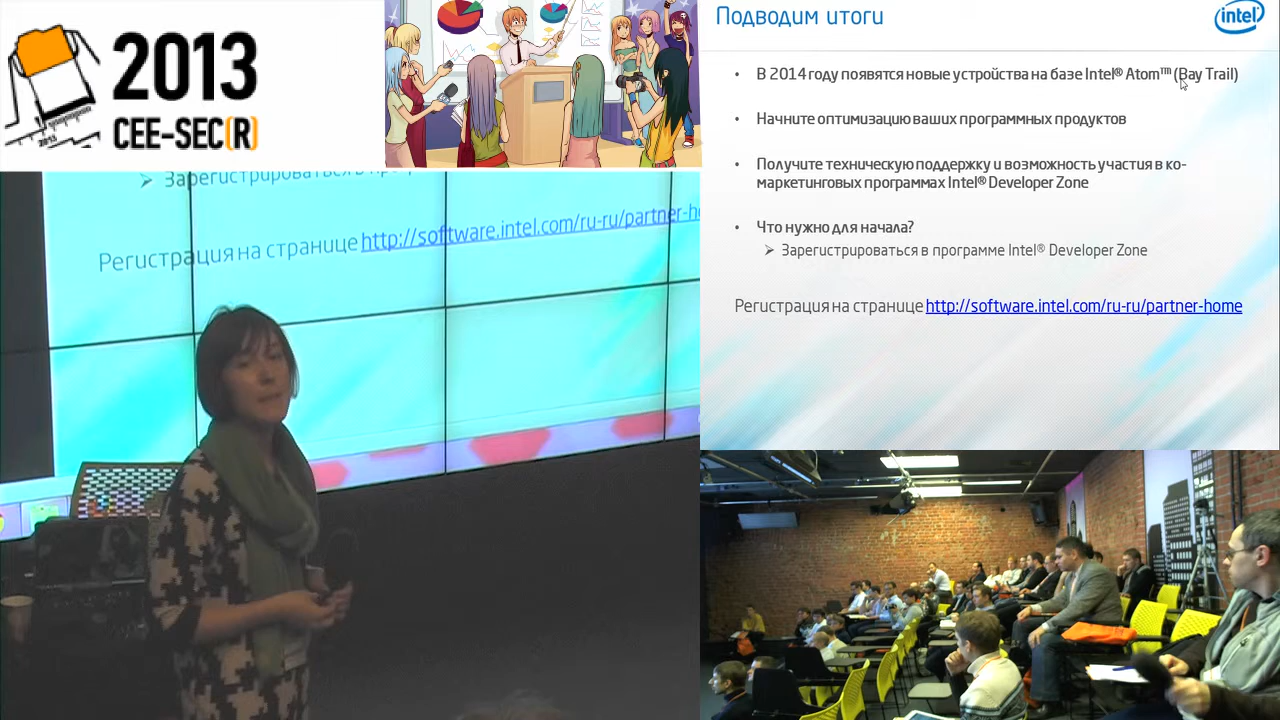 2013
CEE-SEC(R)
Подводим итоги
intel
• В 2014 году появятся новые устройства на базе Intel® Atom™ (Bay Trail)
• Начните оптимизацию ваших программных продуктов
• Получите техническую поддержку и возможность участия в ко-
маркетинговых программах Intel® Developer Zone
• Что нужно для начала?
➢ Зарегистрироваться в программе Intel® Developer Zone
Регистрация на странице http://software.intel.com/ru-ru/partner-home
➢ Зарегистрироваться в
Регистрация на странице http://software.intel.com/ru-ru/partner-h